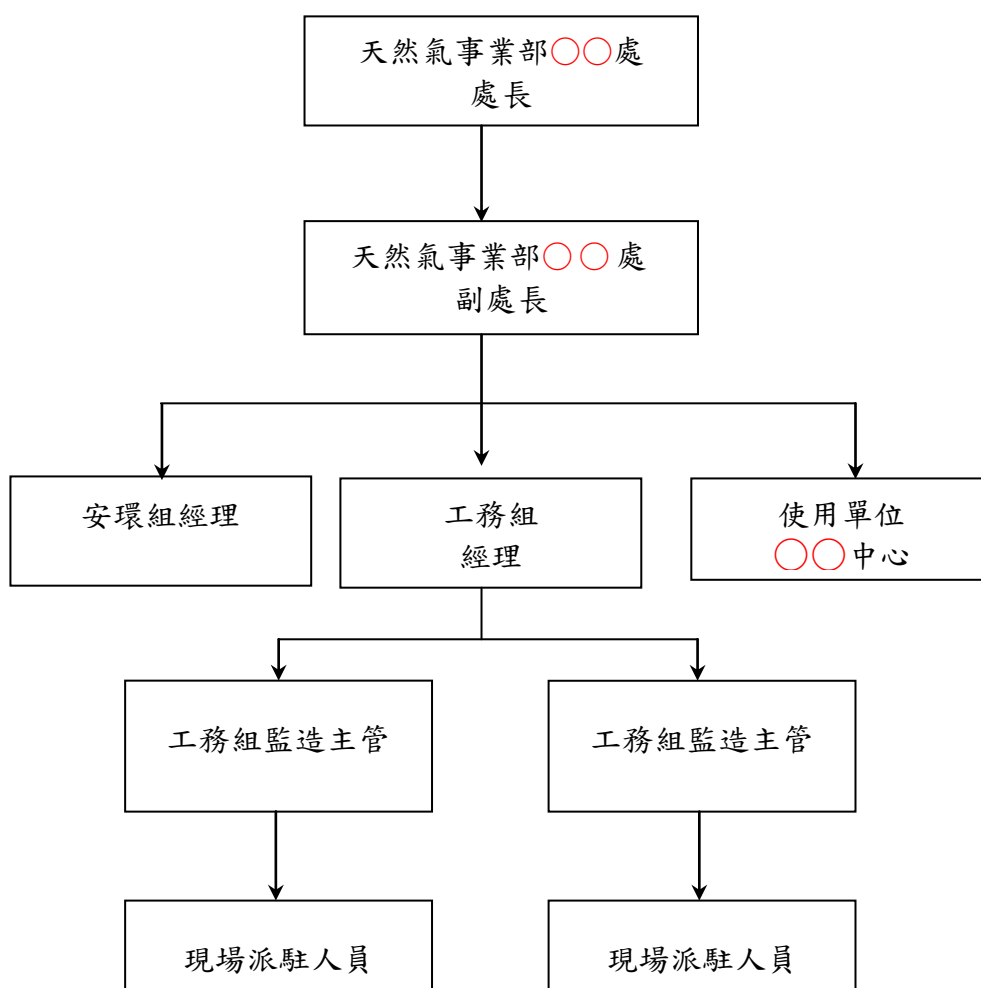 天然氣事業部○○處
處長
天然氣事業部○○處
副處長
安環組經理
工務組
經理
使用單位
○○中心
工務組監造主管
工務組監造主管
現場派駐人員
現場派駐人員